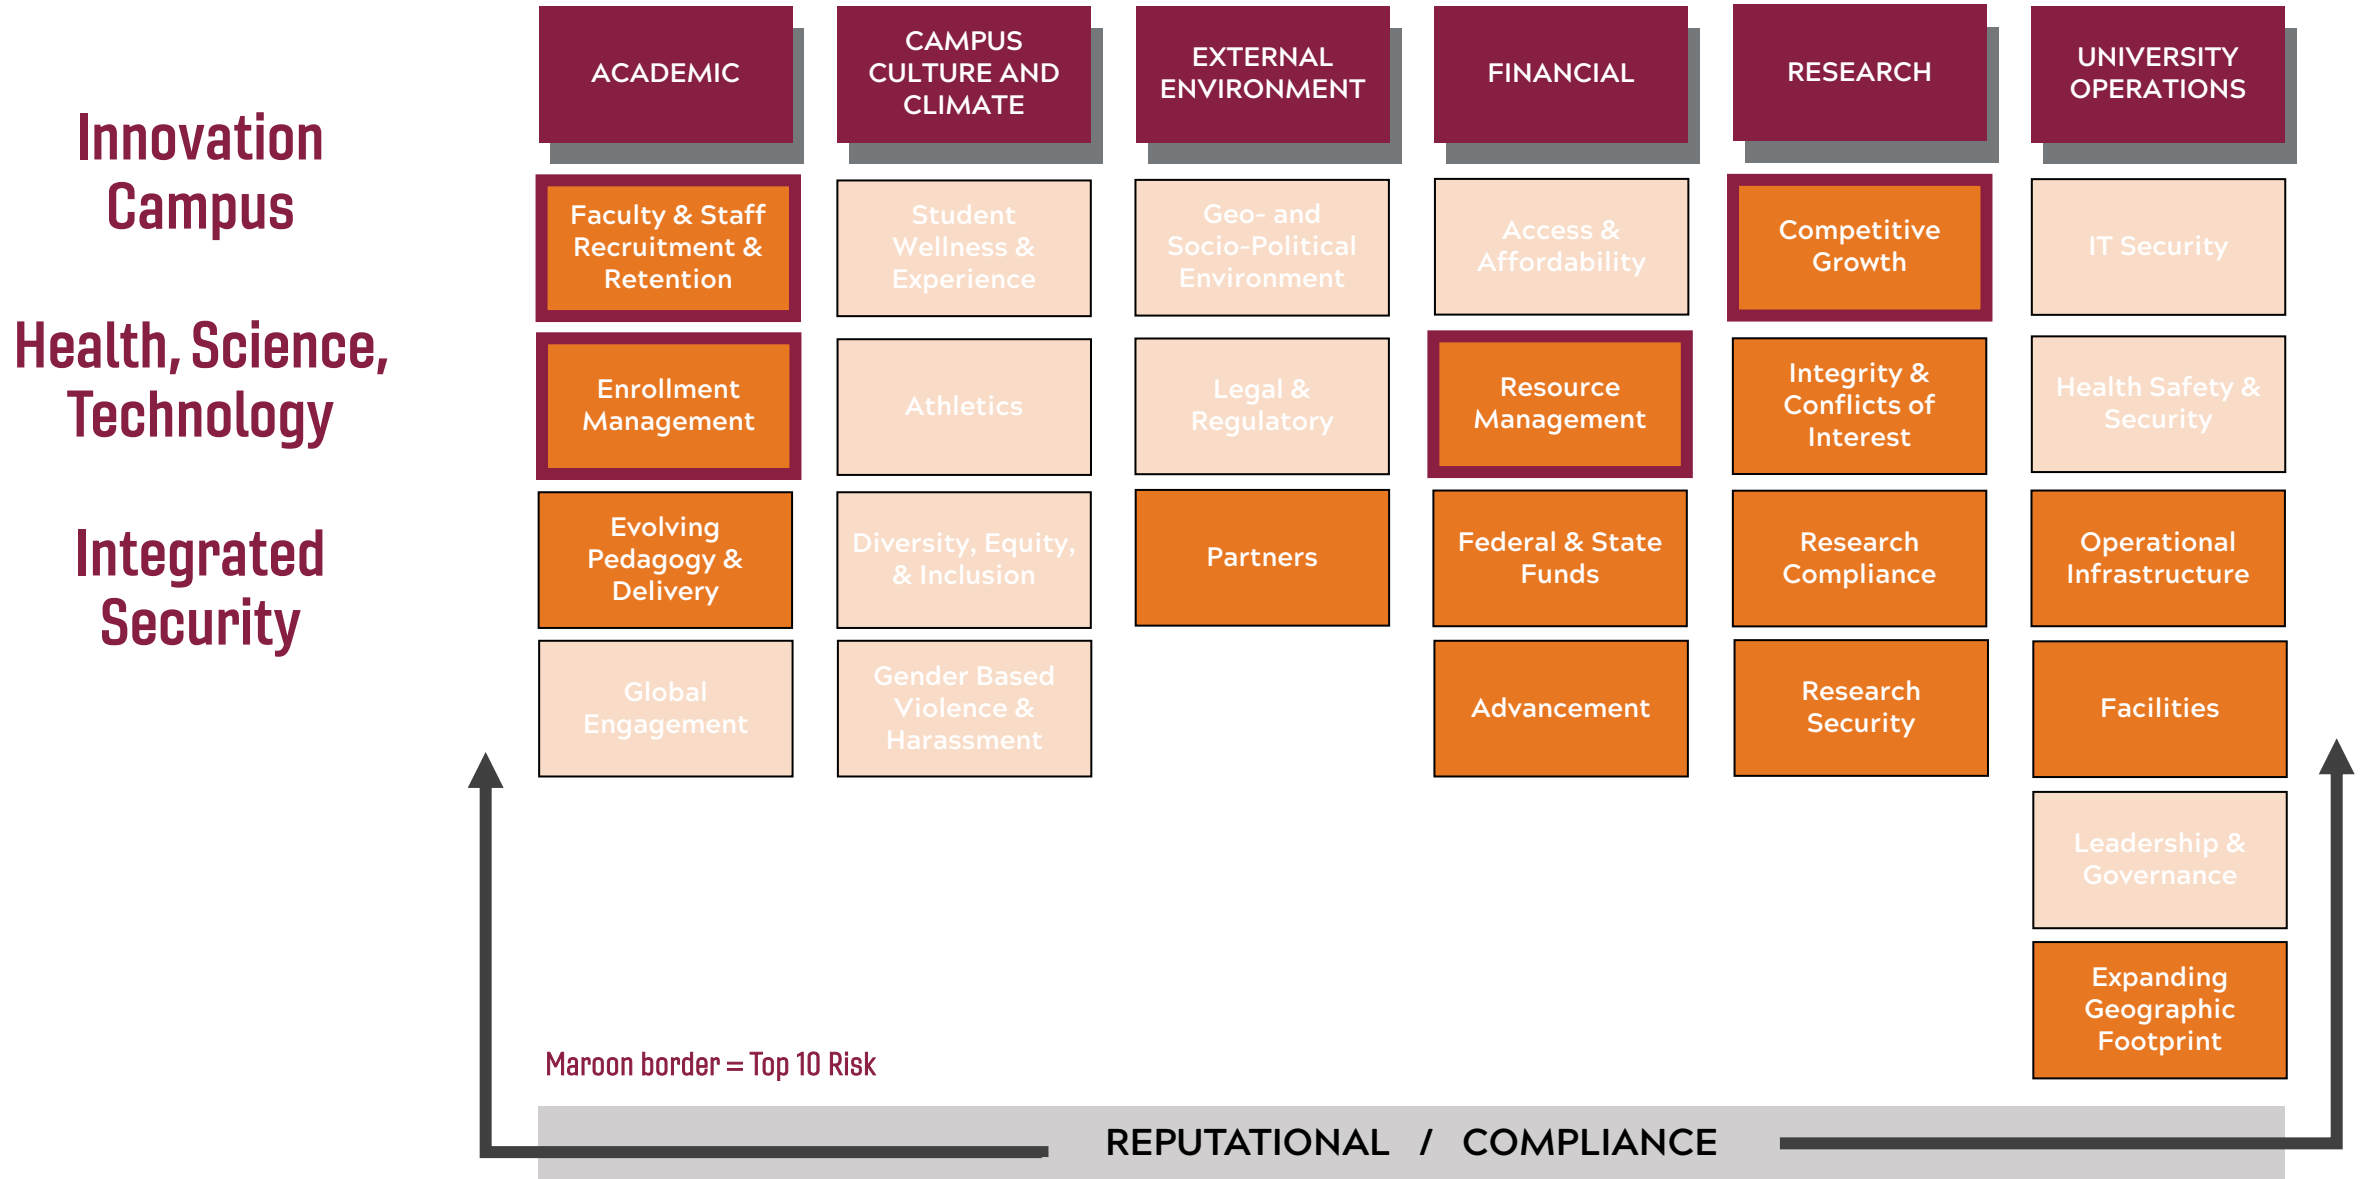 Innovation
Campus
Health, Science,
Technology
Integrated
Security
ACADEMIC
Faculty & Staff
Recruitment &
Retention
Enrollment
Management
Evolving
Pedagogy &
Delivery
Global
Engagement
CAMPUS
CULTURE AND
CLIMATE
Student
Wellness &
Experience
Athletics
Diversity, Equity,
& Inclusion
Gender Based
Violence &
Harassment
EXTERNAL
ENVIRONMENT
Geo- and
Socio-Political
Environment
Legal &
Regulatory
Partners
FINANCIAL
Access &
Affordability
Resource
Management
Federal & State
Funds
Advancement
RESEARCH
Competitive
Growth
Integrity &
Conflicts of
Interest
Research
Compliance
Research
Security
UNIVERSITY
OPERATIONS
IT Security
Health Safety &
Security
Operational
Infrastructure
Facilities
Leadership &
Governance
Expanding
Geographic
Footprint
Maroon border = Top 10 Risk
REPUTATIONAL / COMPLIANCE